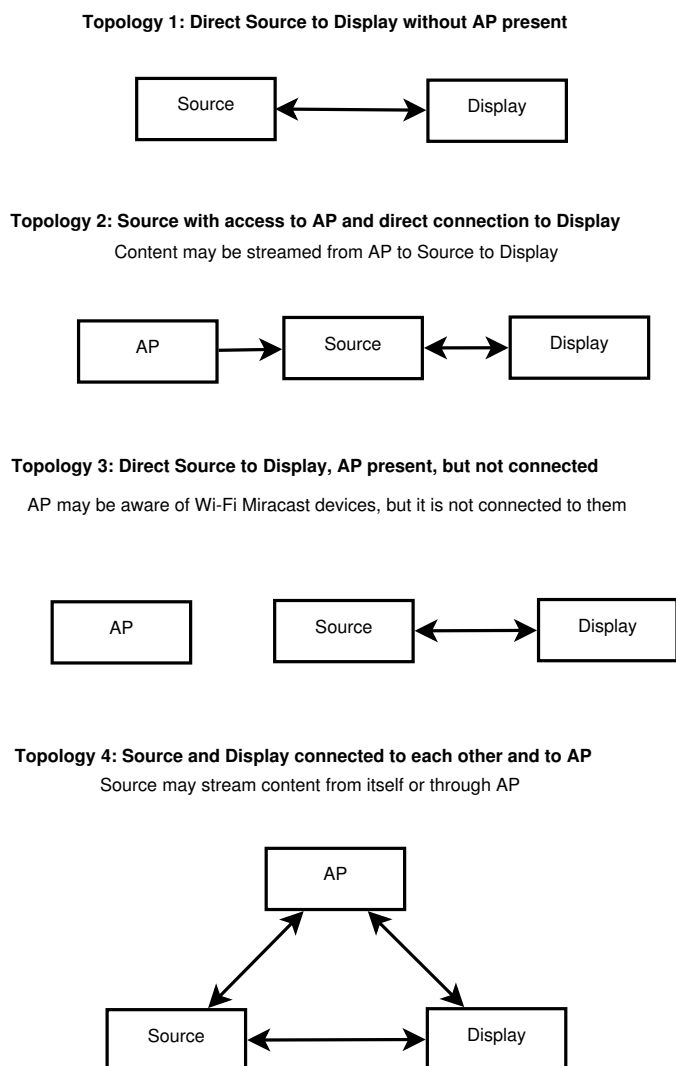 Topology 1: Direct Source to Display without AP present
Source
Display
Topology 2: Source with access to AP and direct connection to Display
Content may be streamed from AP to Source to Display
AP
Source
Display
Topology 3: Direct Source to Display, AP present, but not connected
AP may be aware of Wi-Fi Miracast devices, but it is not connected to them
AP
Source
Display
Topology 4: Source and Display connected to each other and to AP
Source may stream content from itself or through AP
AP
Source
Display